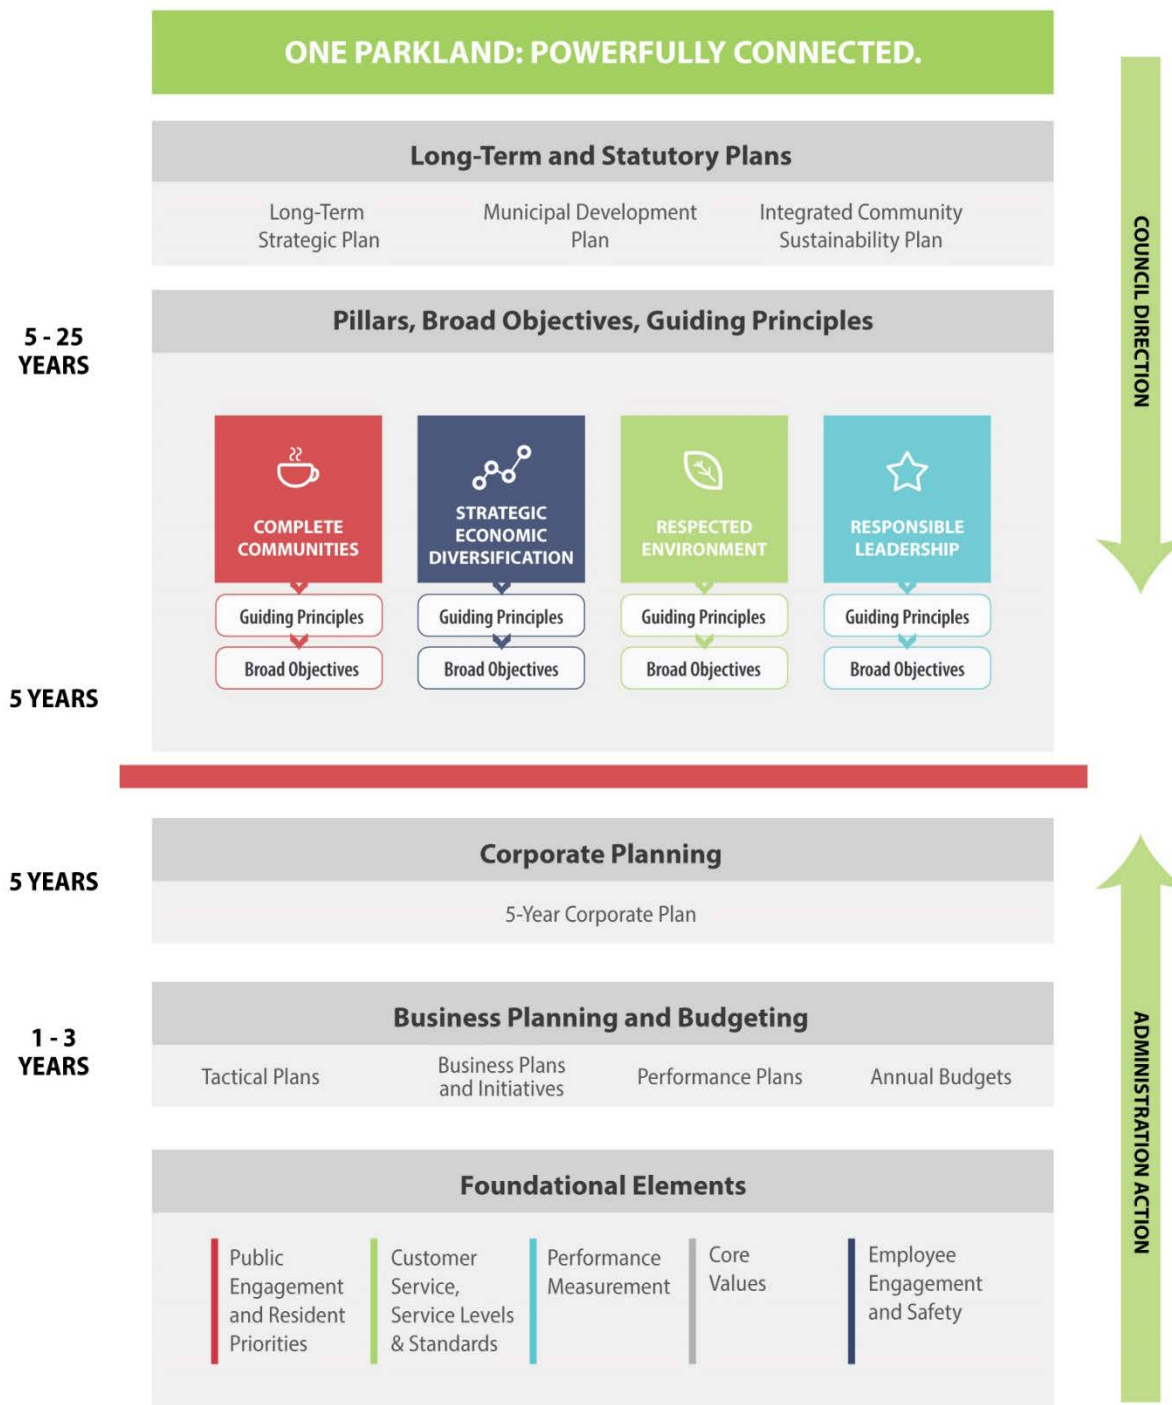 ONE PARKLAND: POWERFULLY CONNECTED.
Long-Term and Statutory Plans
Long-Term
Strategic Plan
Municipal Development
Plan
Integrated Community
Sustainability Plan
5 - 25
YEARS
Pillars, Broad Objectives, Guiding Principles
COMPLETE
COMMUNITIES
Guiding Principles
Broad Objectives
STRATEGIC
ECONOMIC
DIVERSIFICATION
Guiding Principles
Broad Objectives
RESPECTED
ENVIRONMENT
Guiding Principles
Broad Objectives
RESPONSIBLE
LEADERSHIP
Guiding Principles
Broad Objectives
5 YEARS
COUNCIL DIRECTION
5 YEARS
Corporate Planning
5-Year Corporate Plan
1 - 3
YEARS
Business Planning and Budgeting
Tactical Plans
Business Plans
and Initiatives
Performance Plans
Annual Budgets
Foundational Elements
Public
Engagement
and Resident
Priorities
Customer
Service,
Service Levels
& Standards
Performance
Measurement
Core
Values
Employee
Engagement
and Safety
ADMINISTRATION ACTION